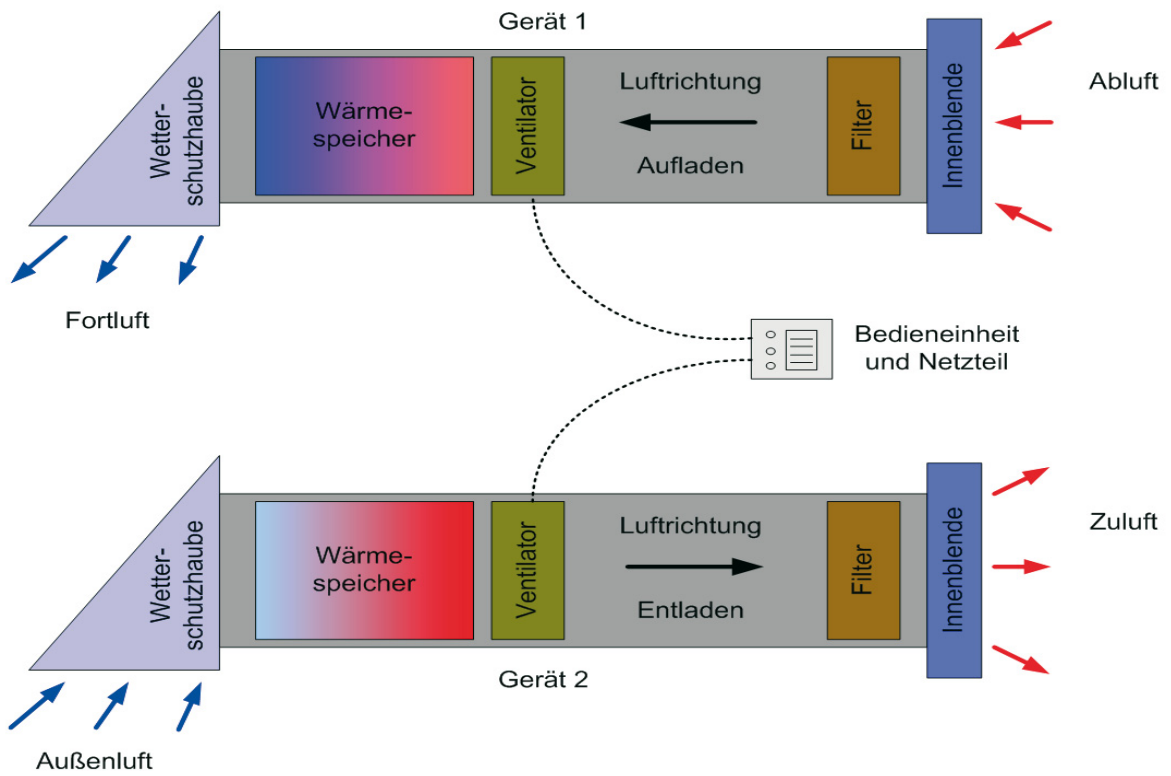 Gerät 1
Wetter-
schutzhaube
Wärme-
speicher
Ventilator
Luftrichtung
Aufladen
Filter
Innenblende
Abluft
Fortluft
Bedieneinheit
und Netzteil
Wetter-
schutzhaube
Wärme-
speicher
Ventilator
Luftrichtung
Entladen
Filter
Innenblende
Zuluft
Gerät 2
Außenluft